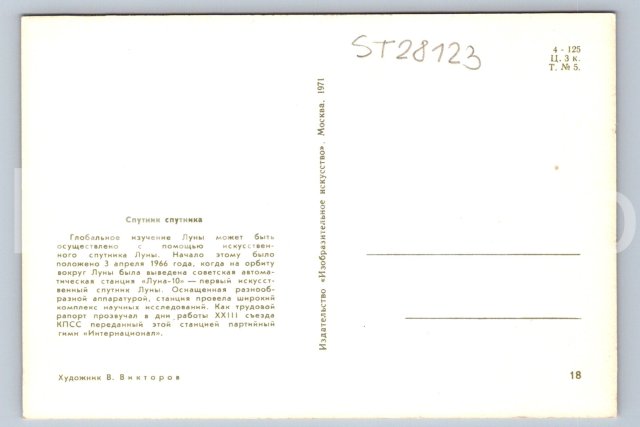 ST28123
4 - 125
Ц. 3 к.
Т. № 5.
Издательство «Изобразительное искусство». Москва, 1971
Спутник спутника
Глобальное изучение Луны может быть
осуществлено с помощью искусствен-
ного спутника Луны. Начало этому было
положено 3 апреля 1966 года, когда на орбиту
вокруг Луны была выведена советская автома-
тическая станция «Луна-10» — первый искусст-
венный спутник Луны. Оснащенная разнооб-
разной аппаратурой, станция провела широкий
комплекс научных исследований. Как трудовой
рапорт прозвучал в дни работы XXIII съезда
КПСС переданный этой станцией партийный
гимн «Интернационал».
Художник В. Викторов
18